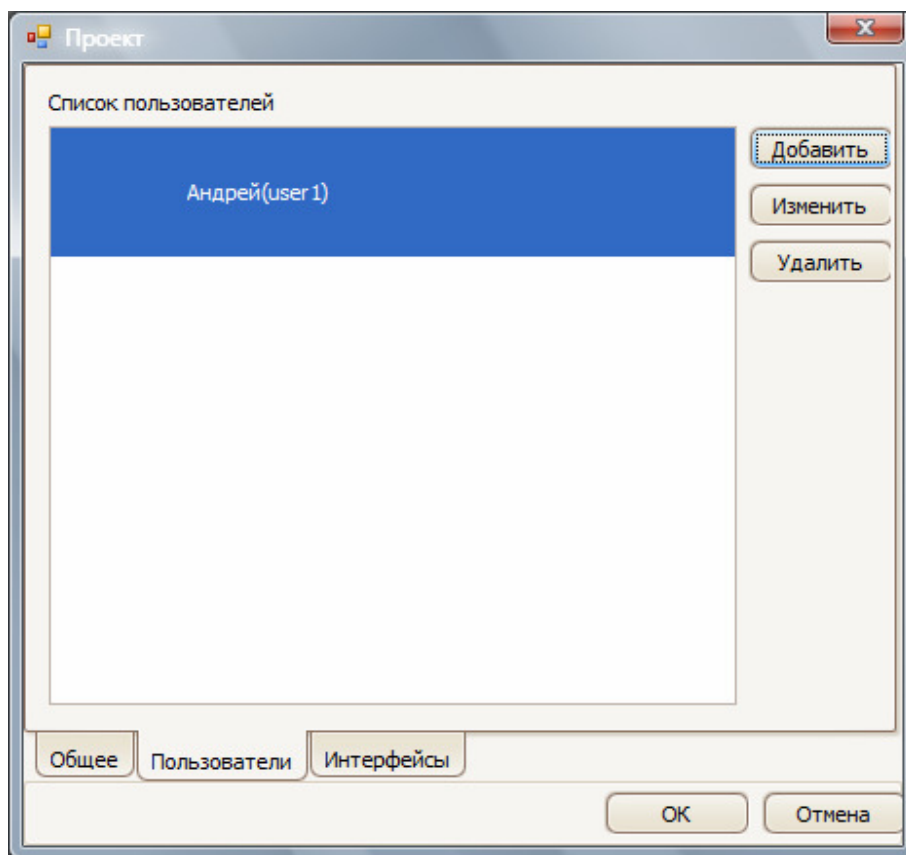 Проект
Список пользователей
Андрей(user1)
Добавить
Изменить
Удалить
Общее
Пользователи
Интерфейсы
OK
Отмена